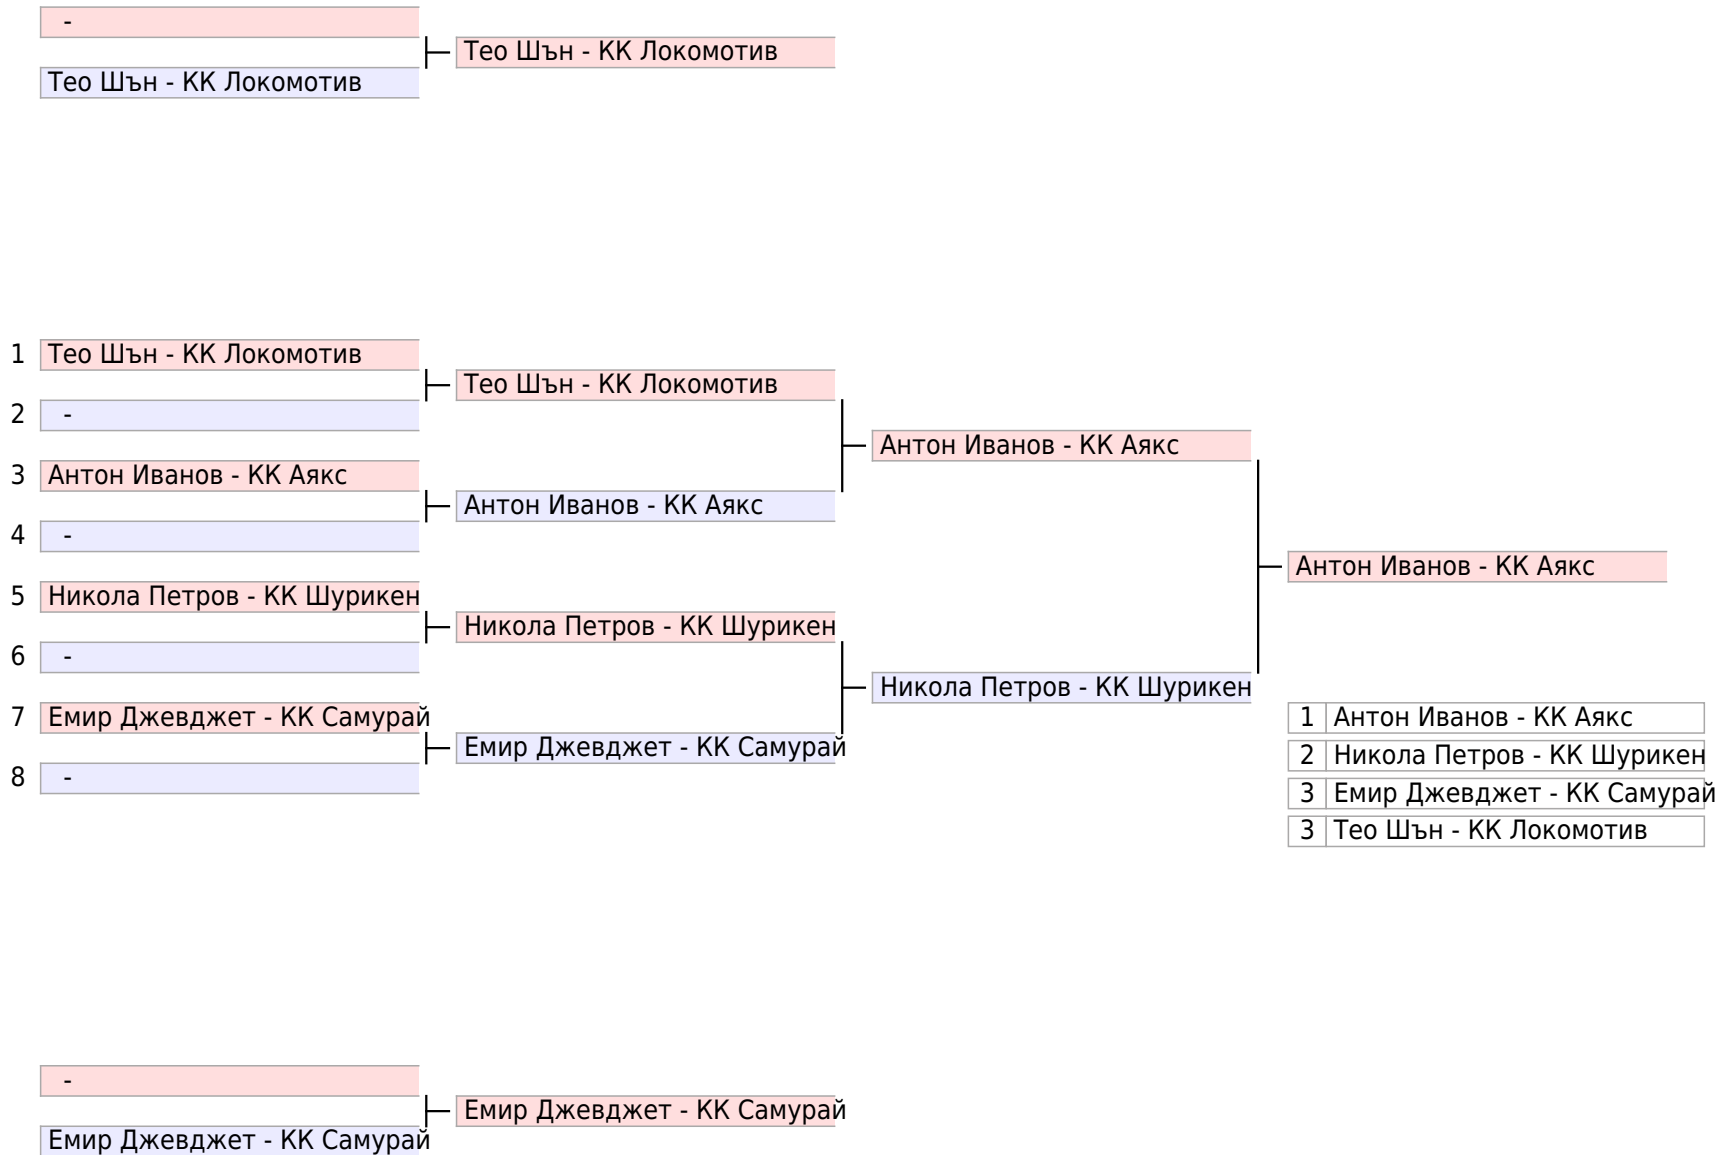 -
Тео Шън - КК Локомотив
Тео Шън - КК Локомотив
1 Тео Шън - КК Локомотив
Тео Шън - КК Локомотив
2 -
Антон Иванов - КК Аякс
3 Антон Иванов - КК Аякс
Антон Иванов - КК Аякс
4 -
Антон Иванов - КК Аякс
5 Никола Петров - КК Шурикен
Никола Петров - КК Шурикен
6 -
Никола Петров - КК Шурикен
7 Емир Джевджет - КК Самурай
Емир Джевджет - КК Самурай
8 -
1 Антон Иванов - КК Аякс
2 Никола Петров - КК Шурикен
3 Емир Джевджет - КК Самурай
3 Тео Шън - КК Локомотив
-
Емир Джевджет - КК Самурай
Емир Джевджет - КК Самурай